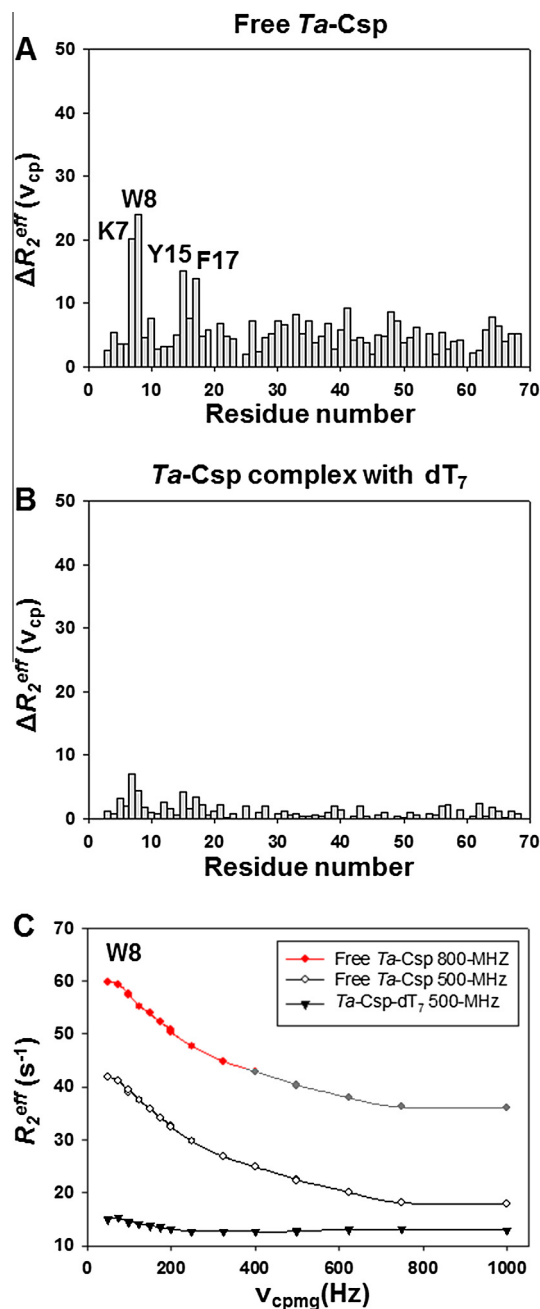 A
Free Ta-Csp
50
40
30
20
10
0
ΔR₂ᵉᶠᶠ (ν꜀ₚ)
K7
W8
Y15
F17
0 10 20 30 40 50 60 70
Residue number
B
Ta-Csp complex with dT₇
50
40
30
20
10
0
ΔR₂ᵉᶠᶠ (ν꜀ₚ)
0 10 20 30 40 50 60 70
Residue number
C
W8
70
60
50
40
30
20
10
R₂ᵉᶠᶠ (s⁻¹)
Free Ta-Csp 800-MHZ
Free Ta-Csp 500-MHz
Ta-Csp-dT₇ 500-MHz
0 200 400 600 800 1000
ν꜀ₚₘg(Hz)